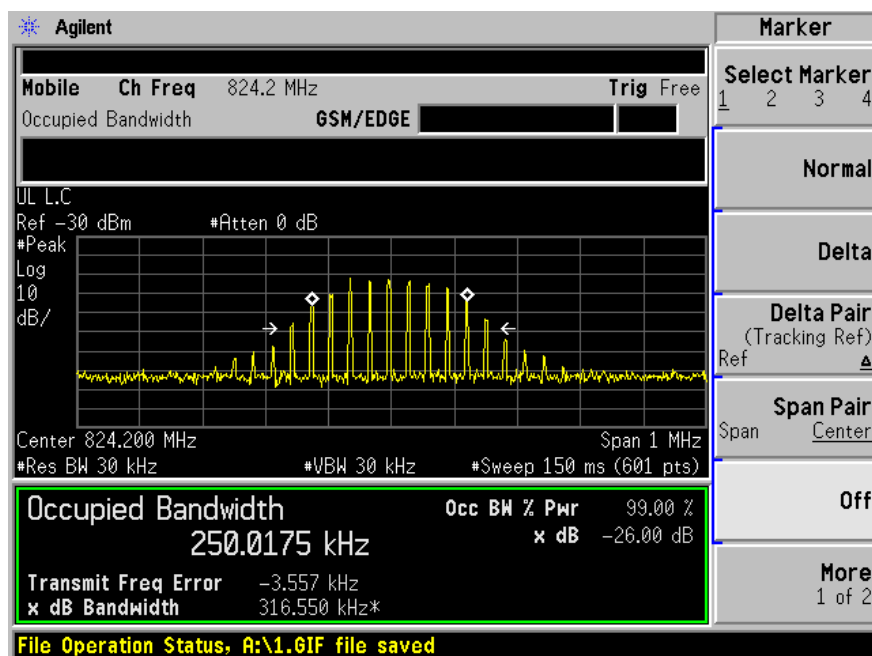 Agilent
Marker
Mobile Ch Freq 824.2 MHz Trig Free
Occupied Bandwidth GSM/EDGE
UL L.C
Ref -30 dBm #Atten 0 dB
#Peak
Log
10
dB/
Center 824.200 MHz Span 1 MHz
#Res BW 30 kHz #VBW 30 kHz #Sweep 150 ms (601 pts)
Occupied Bandwidth Occ BW % Pwr 99.00 %
250.0175 kHz x dB -26.00 dB
Transmit Freq Error -3.557 kHz
x dB Bandwidth 316.550 kHz*
File Operation Status, A:\1.GIF file saved
Select Marker
1 2 3 4
Normal
Delta
Delta Pair
(Tracking Ref)
Ref Δ
Span Pair
Span Center
Off
More
1 of 2